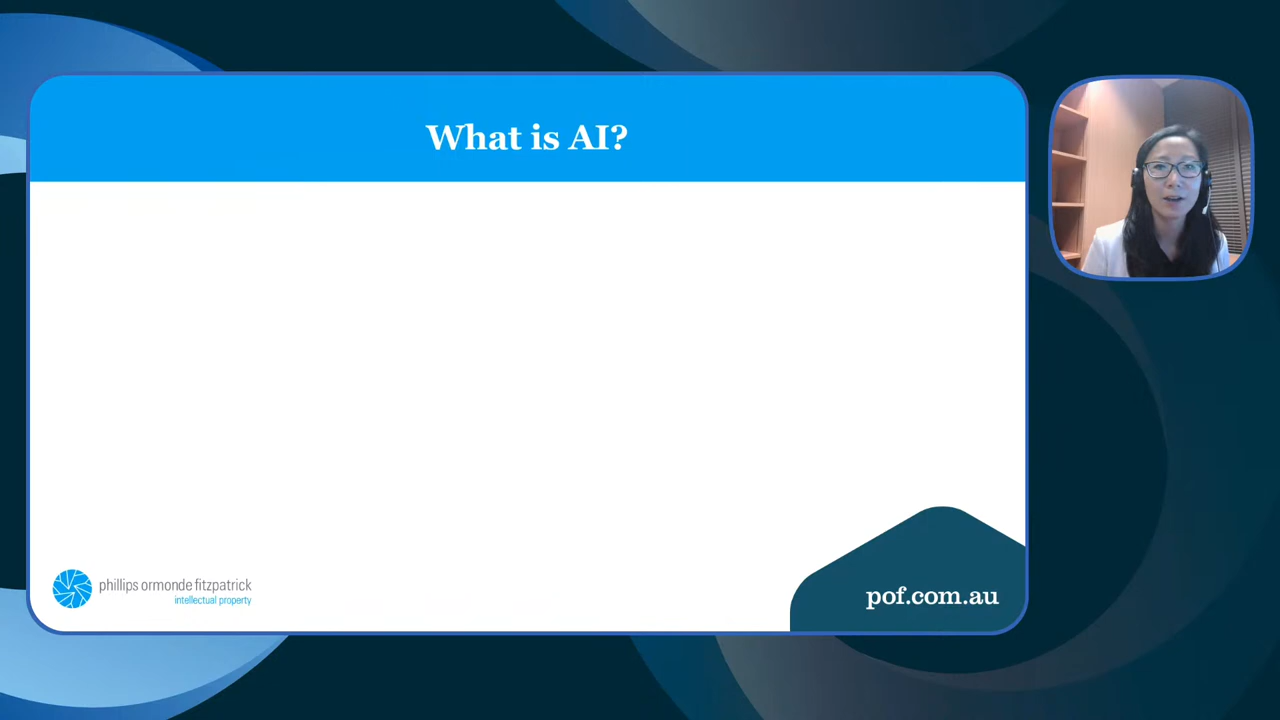 What is AI?
phillips ormonde fitzpatrick
intellectual property
pof.com.au